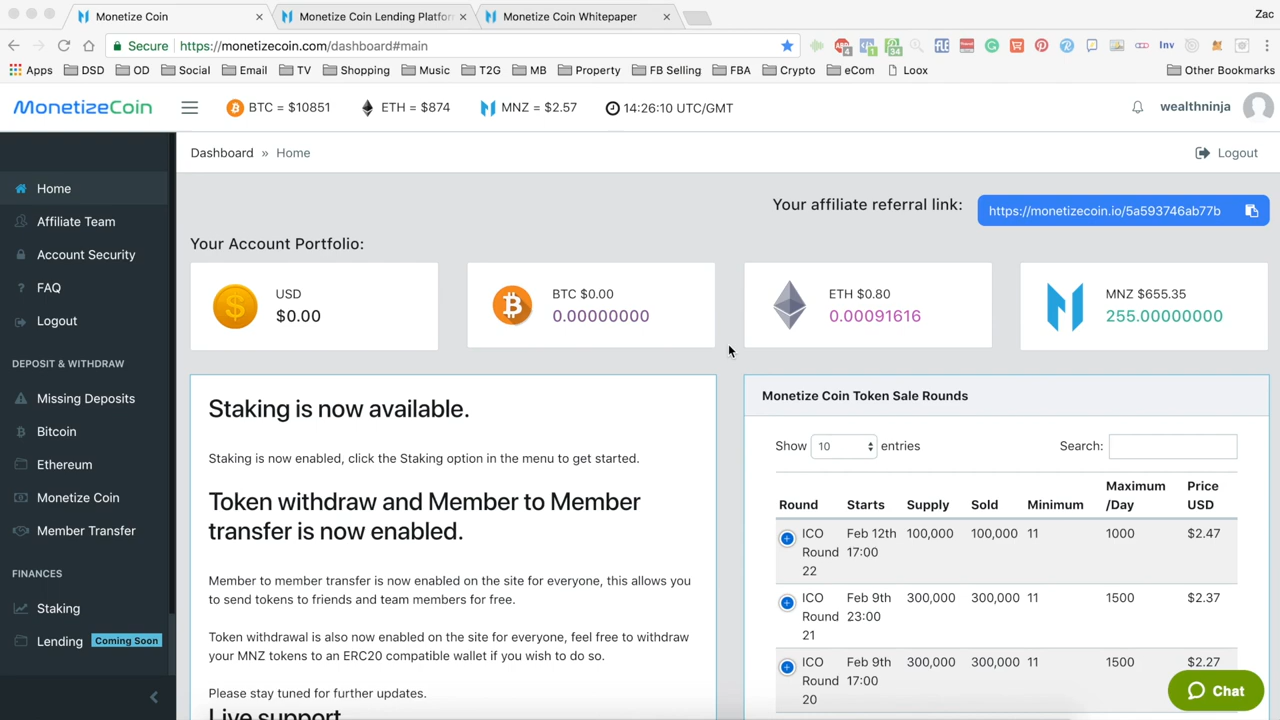 Monetize Coin
Monetize Coin Lending Platfor
Monetize Coin Whitepaper
Zac
Secure https://monetizecoin.com/dashboard#main
Apps DSD OD Social Email TV Shopping Music T2G MB Property FB Selling FBA Crypto eCom Loox Other Bookmarks
MonetizeCoin BTC = $10851 ETH = $874 MNZ = $2.57 14:26:10 UTC/GMT wealthninja
Dashboard » Home Logout
Home
Affiliate Team
Account Security
FAQ
Logout
DEPOSIT & WITHDRAW
Missing Deposits
Bitcoin
Ethereum
Monetize Coin
Member Transfer
FINANCES
Staking
Lending Coming Soon
Your affiliate referral link: https://monetizecoin.io/5a593746ab77b
Your Account Portfolio:
USD
$0.00
BTC $0.00
0.00000000
ETH $0.80
0.00091616
MNZ $655.35
255.00000000
Staking is now available.
Staking is now enabled, click the Staking option in the menu to get started.
Token withdraw and Member to Member
transfer is now enabled.
Member to member transfer is now enabled on the site for everyone, this allows you
to send tokens to friends and team members for free.
Token withdrawal is also now enabled on the site for everyone, feel free to withdraw
your MNZ tokens to an ERC20 compatible wallet if you wish to do so.
Please stay tuned for further updates.
Live support
Monetize Coin Token Sale Rounds
Show 10 entries Search:
Maximum Price
Round Starts Supply Sold Minimum /Day USD
ICO Feb 12th 100,000 100,000 11 1000 $2.47
Round 17:00
22
ICO Feb 9th 300,000 300,000 11 1500 $2.37
Round 23:00
21
ICO Feb 9th 300,000 300,000 11 1500 $2.27
Round 17:00
20
Chat